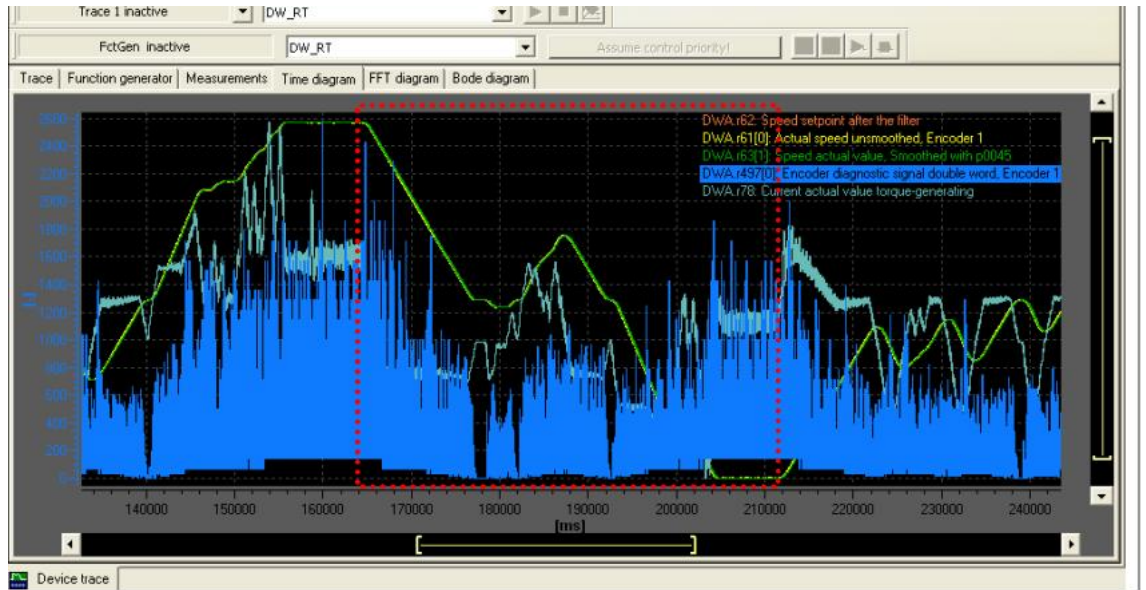 Trace 1 inactive DW_RT
FctGen inactive DW_RT Assume control priority!
Trace Function generator Measurements Time diagram FFT diagram Bode diagram
DWA.r62: Speed setpoint after the filter
DWA.r61[0]: Actual speed unsmoothed, Encoder 1
DWA.r63[1]: Speed actual value, Smoothed with p0045
DWA.r497[0]: Encoder diagnostic signal double word, Encoder 1
DWA.r78: Current actual value torque-generating
2600
2400
2200
2000
1800
1600
1400
1200
1000
800
600
400
200
0
[-]
140000 150000 160000 170000 180000 190000 200000 210000 220000 230000 240000
[ms]
Device trace